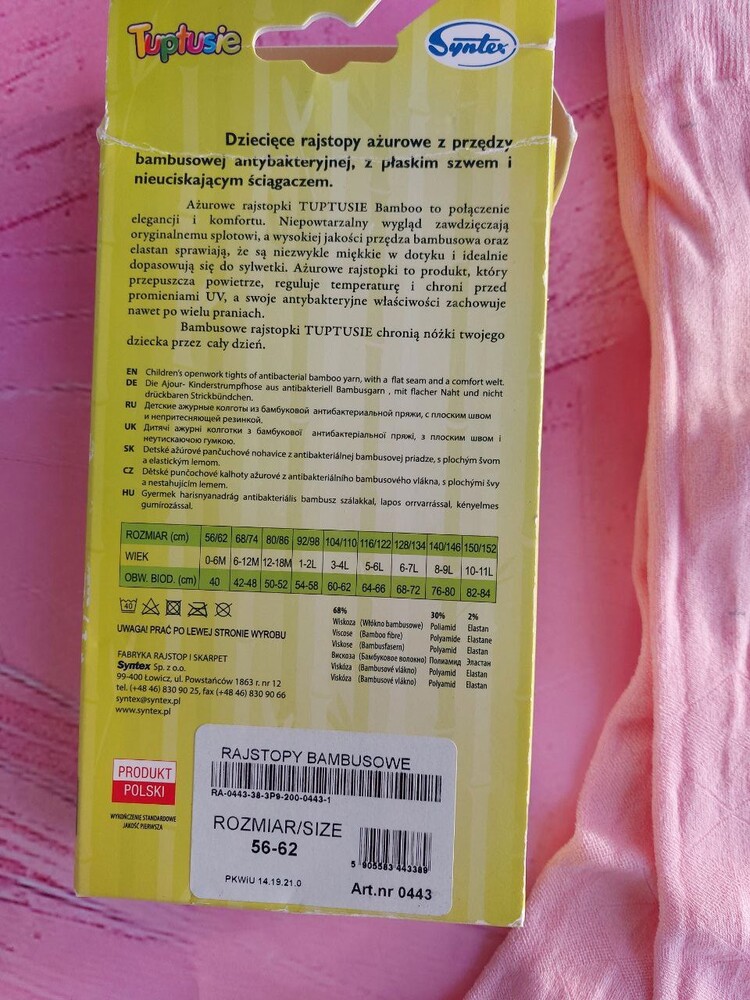 Tuptusie
Syntex
Dziecięce rajstopy ażurowe z przędzy
bambusowej antybakteryjnej, z płaskim szwem i
nieuciskającym ściągaczem.
Ażurowe rajstopki TUPTUSIE Bamboo to połączenie
elegancji i komfortu. Niepowtarzalny wygląd zawdzięczają
oryginalnemu splotowi, a wysokiej jakości przędza bambusowa oraz
elastan sprawiają, że są niezwykle miękkie w dotyku i idealnie
dopasowują się do sylwetki. Ażurowe rajstopki to produkt, który
przepuszcza powietrze, reguluje temperaturę i chroni przed
promieniami UV, a swoje antybakteryjne właściwości zachowuje
nawet po wielu praniach.
Bambusowe rajstopki TUPTUSIE chronią nóżki twojego
dziecka przez cały dzień.
EN Children's openwork tights of antibacterial bamboo yarn, with a flat seam and a comfort welt.
DE Die Ajour- Kinderstrumpfhose aus antibakteriell Bambusgarn , mit flacher Naht und nicht
drückbaren Strickbündchen.
RU Детские ажурные колготы из бамбуковой антибактериальной пряжи, с плоским швом
и непритесняющей резинкой.
UK Дитячі ажурні колготки з бамбукової антибактеріальної пряжі, з плоским швом і
неутискаючою гумкою.
SK Detské ažúrové pančuchové nohavice z antibakteriálnej bambusovej priadze, s plochým švom
a elastickým lemom.
CZ Dětské punčochové kalhoty ažurové z antibakteriálního bambusového vlákna, s plochými švy
a nestahujícím lemem.
HU Gyermek harisnyanadrág antibakteriális bambusz szálakkal, lapos orrvarrással, kényelmes
gumírozással.
ROZMIAR (cm) 56/62 68/74 80/86 92/98 104/110 116/122 128/134 140/146 150/152
WIEK 0-6M 6-12M 12-18M 1-2L 3-4L 5-6L 6-7L 8-9L 10-11L
OBW. BIOD. (cm) 40 42-48 50-52 54-58 60-62 64-66 68-72 76-80 82-84
40
UWAGA! PRAĆ PO LEWEJ STRONIE WYROBU
68% 30% 2%
Wiskoza (Włókno bambusowe) Poliamid Elastan
Viscose (Bamboo fibre) Polyamide Elastane
Viskose (Bambusfasern) Polyamid Elastan
Вискоза (Бамбуковое волокно) Полиамид Эластан
Viskóza (Bambusové vlákno) Polyamid Elastan
Viskóza (Bambusové vlákno) Polyamid Elastan
FABRYKA RAJSTOP I SKARPET
Syntex Sp. z o.o.
99-400 Łowicz, ul. Powstańców 1863 r. nr 12
tel. (+48 46) 830 90 25, fax (+48 46) 830 90 66
syntex@syntex.pl
www.syntex.pl
PRODUKT
POLSKI
WYKOŃCZENIE STANDARDOWE
JAKOŚĆ PIERWSZA
RAJSTOPY BAMBUSOWE
RA-0443-38-3P9-200-0443-1
ROZMIAR/SIZE
56-62
5 905583 443389
PKWiU 14.19.21.0
Art.nr 0443